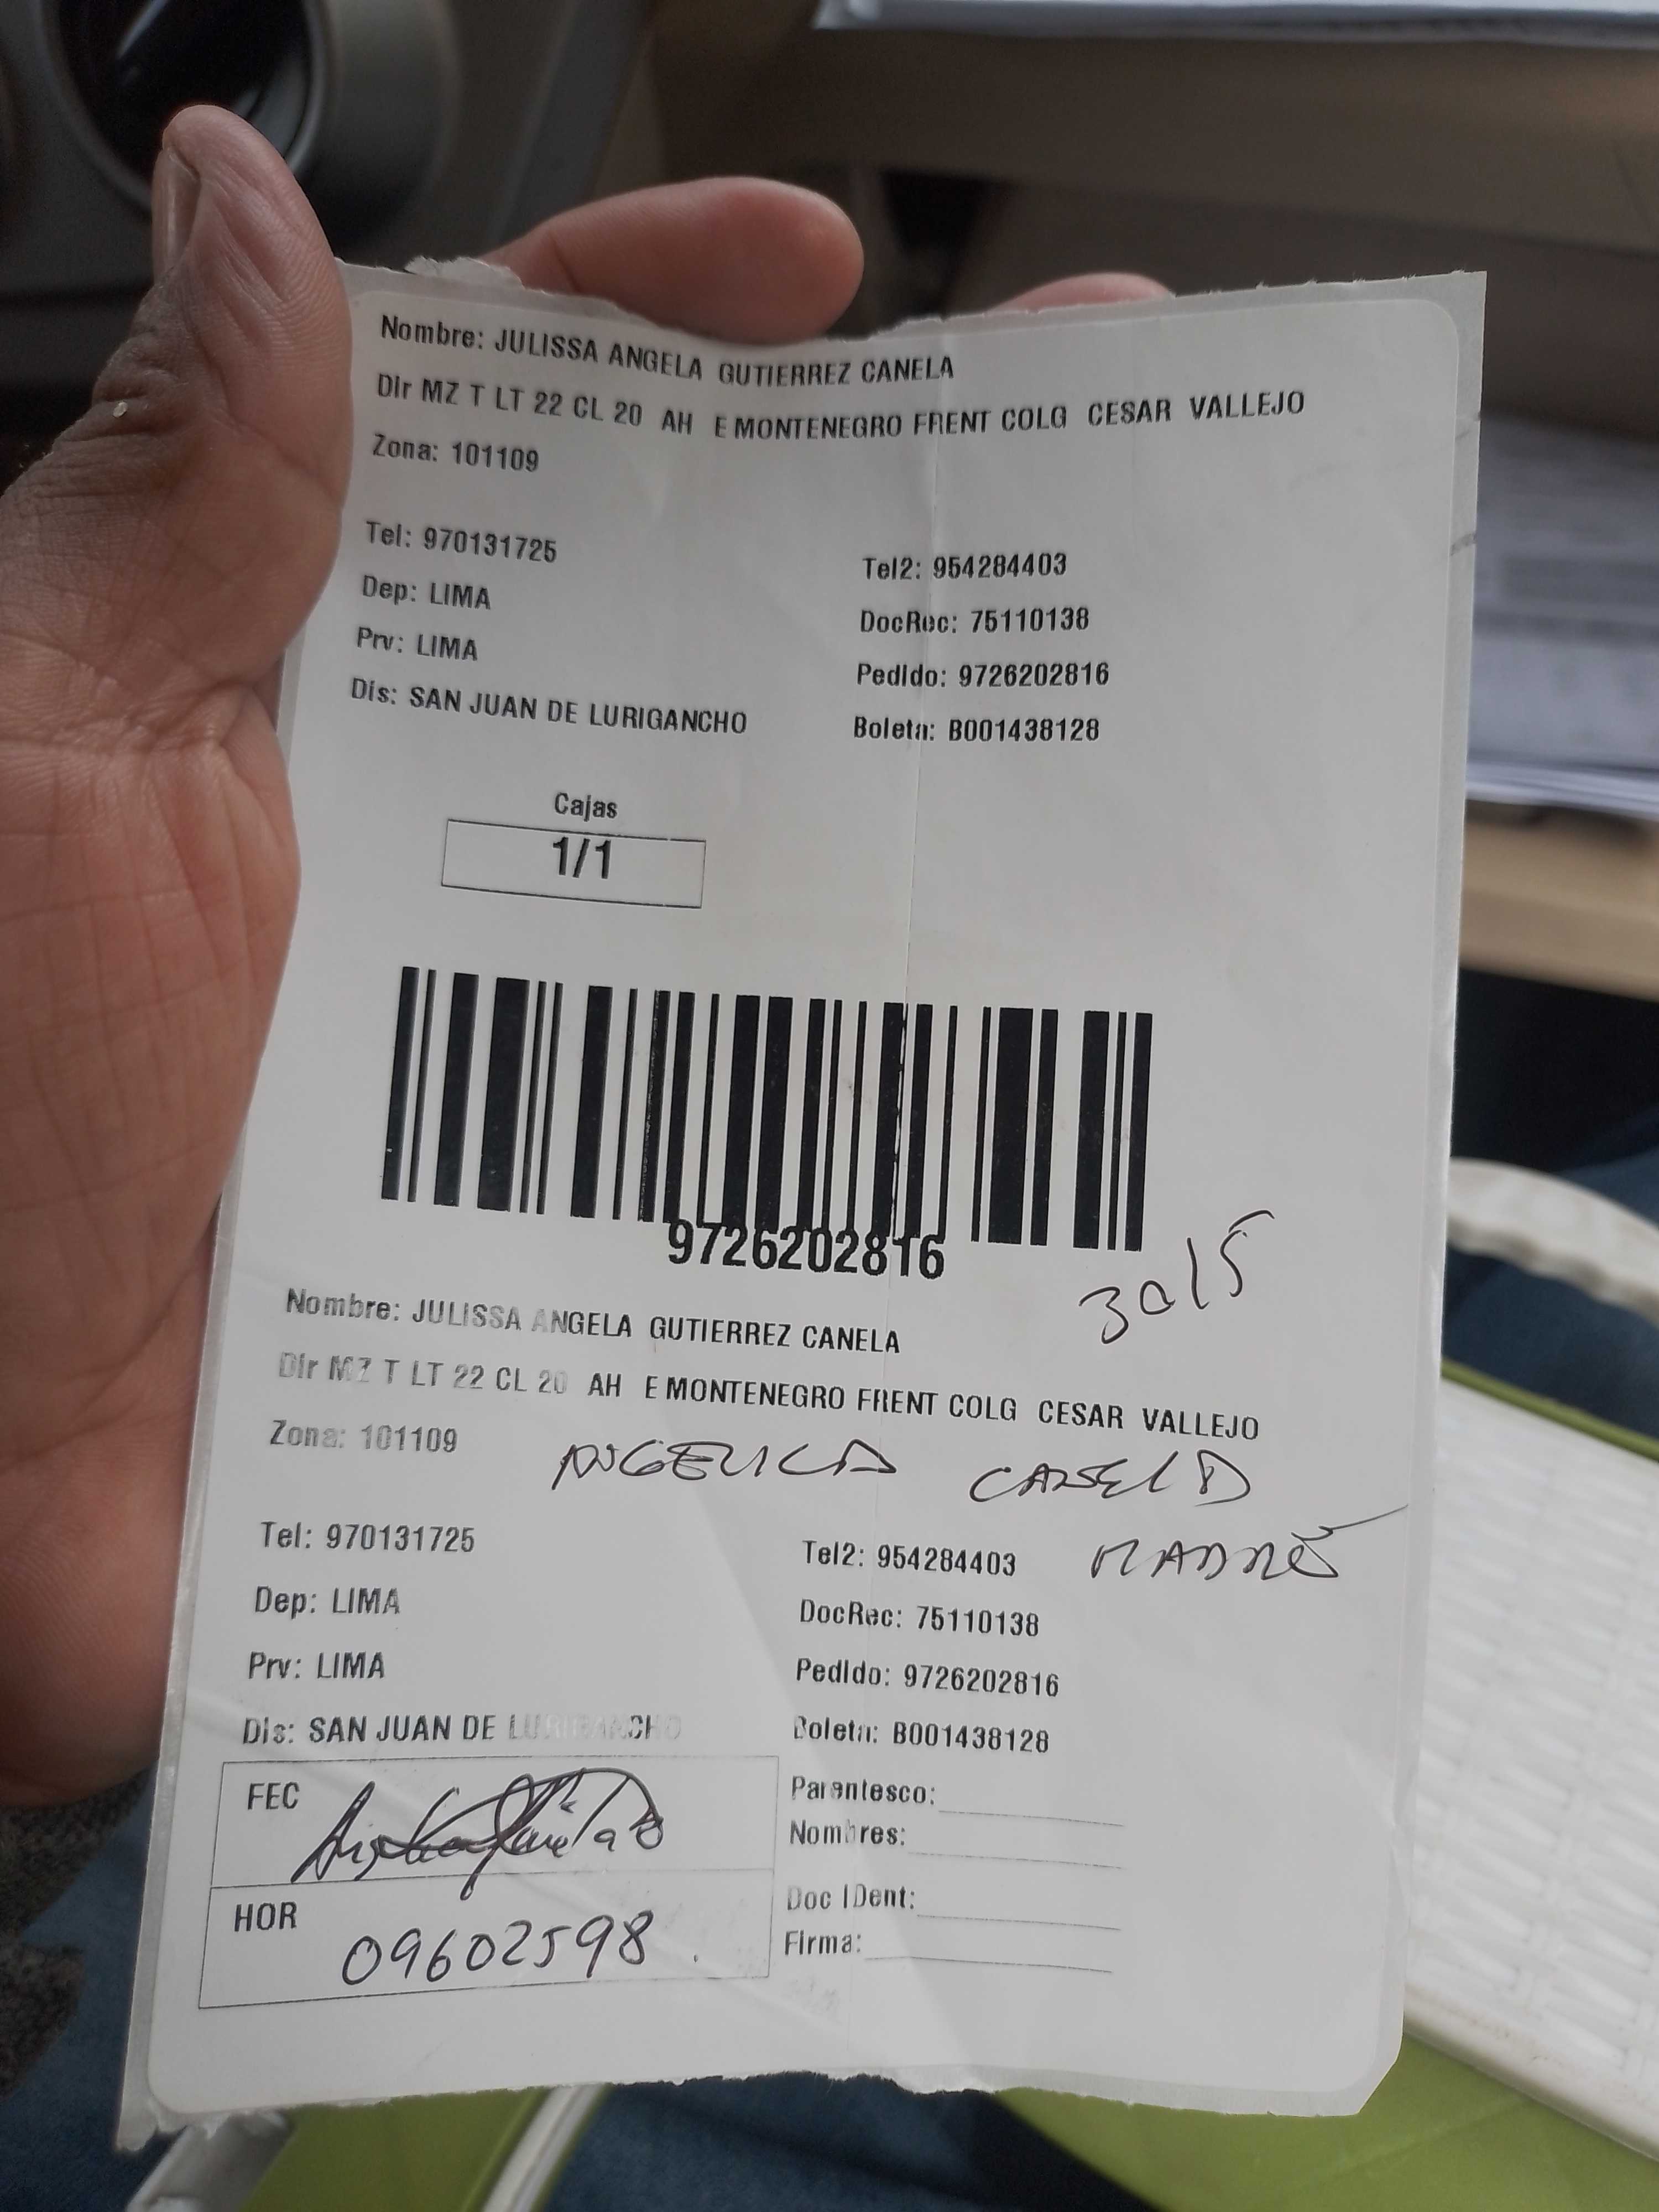 Nombre: JULISSA ANGELA GUTIERREZ CANELA
Dir MZ T LT 22 CL 20 AH E MONTENEGRO FRENT COLG CESAR VALLEJO
Zona: 101109
Tel: 970131725 Tel2: 954284403
Dep: LIMA DocRec: 75110138
Prv: LIMA Pedido: 9726202816
Dis: SAN JUAN DE LURIGANCHO Boleta: B001438128
Cajas
1/1
9726202816
3015
Nombre: JULISSA ANGELA GUTIERREZ CANELA
Dir MZ T LT 22 CL 20 AH E MONTENEGRO FRENT COLG CESAR VALLEJO
Zona: 101109 ANGELICA CANELA
Tel: 970131725 Tel2: 954284403 MADRE
Dep: LIMA DocRec: 75110138
Prv: LIMA Pedido: 9726202816
Dis: SAN JUAN DE LURIGANCHO Boleta: B001438128
FEC Parentesco:
Nombres:
HOR Doc IDent:
09602598 Firma: